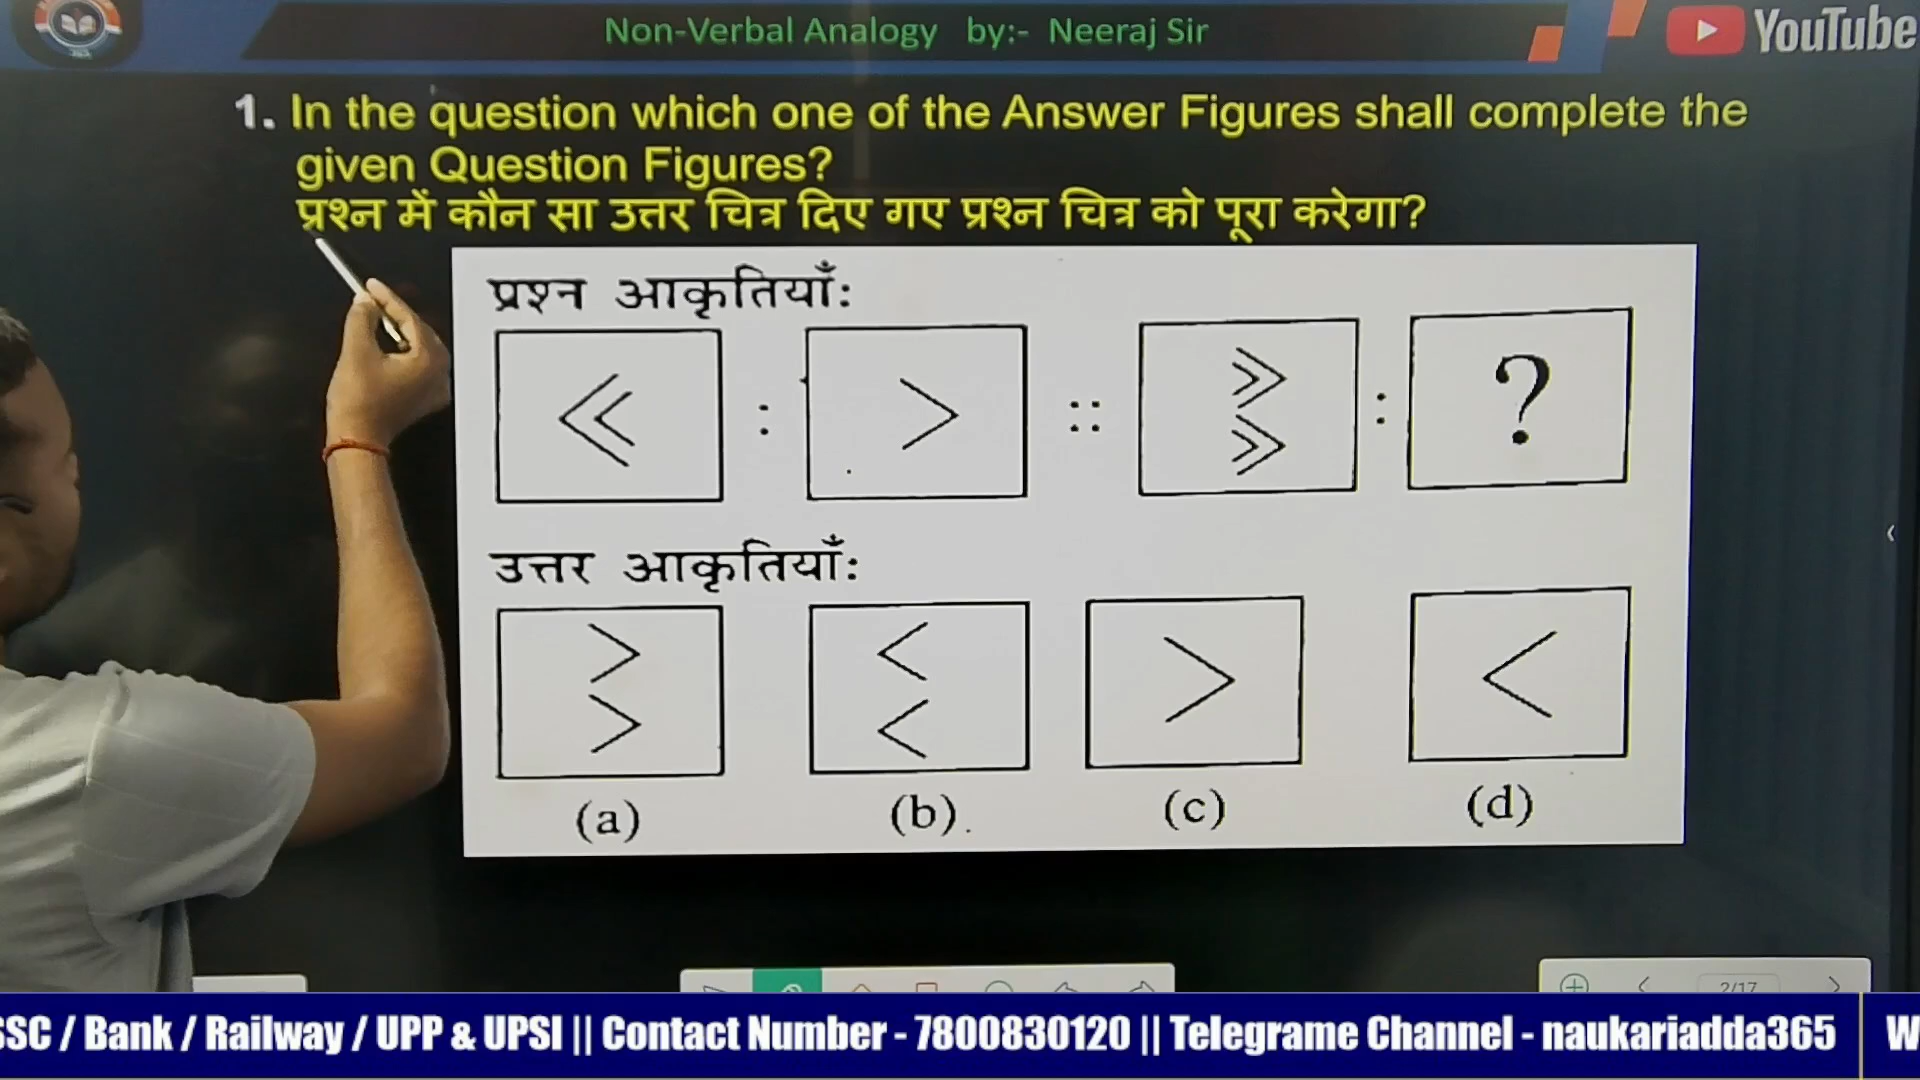 Non-Verbal Analogy by:- Neeraj Sir
YouTube
1. In the question which one of the Answer Figures shall complete the
given Question Figures?
प्रश्न में कौन सा उत्तर चित्र दिए गए प्रश्न चित्र को पूरा करेगा?
प्रश्न आकृतियाँ:
: :: : ?
उत्तर आकृतियाँ:
(a) (b). (c) (d)
2/17
SSC / Bank / Railway / UPP & UPSI || Contact Number - 7800830120 || Telegrame Channel - naukariadda365